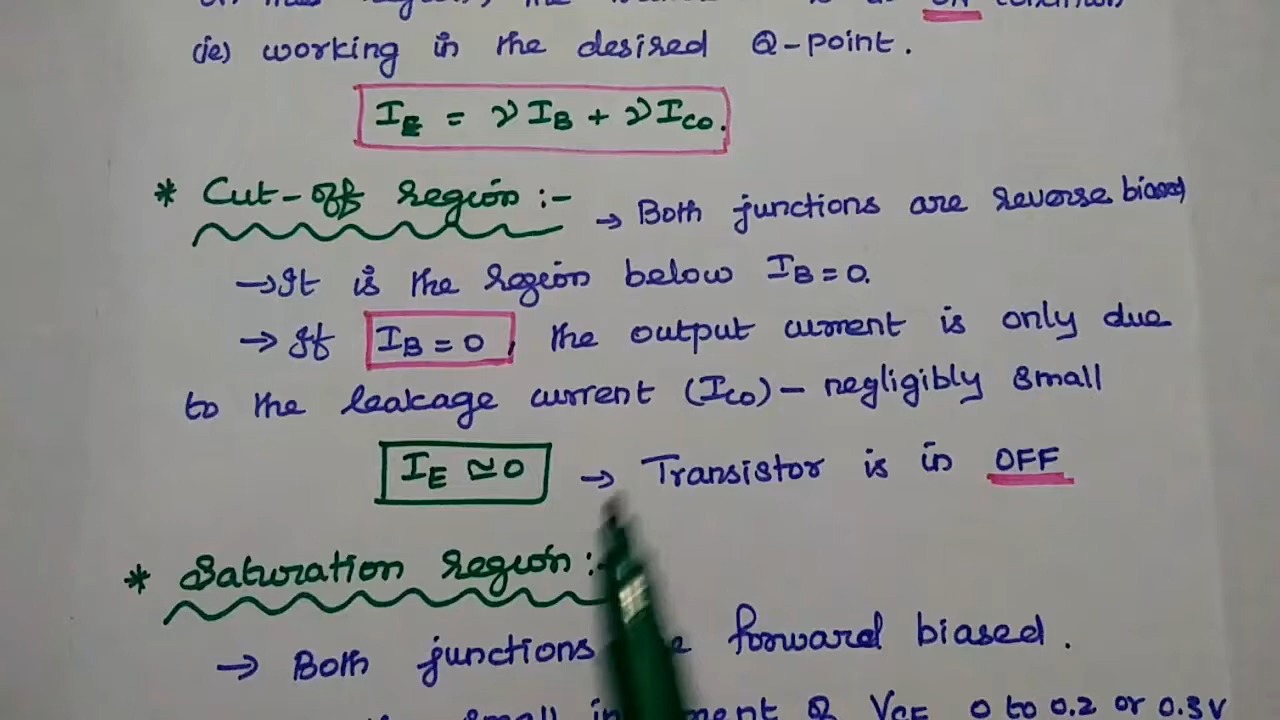 ON
(ie) working in the desired Q-point.
IE = γIB + γICO.
* Cut-off region :- → Both junctions are reverse biased
→ It is the region below IB = 0.
→ If IB = 0, the output current is only due
to the leakage current (ICO) - negligibly small
IE ≃ 0 → Transistor is in OFF
* Saturation region :-
→ Both junctions forward biased.
small VCE 0 to 0.2 or 0.3V